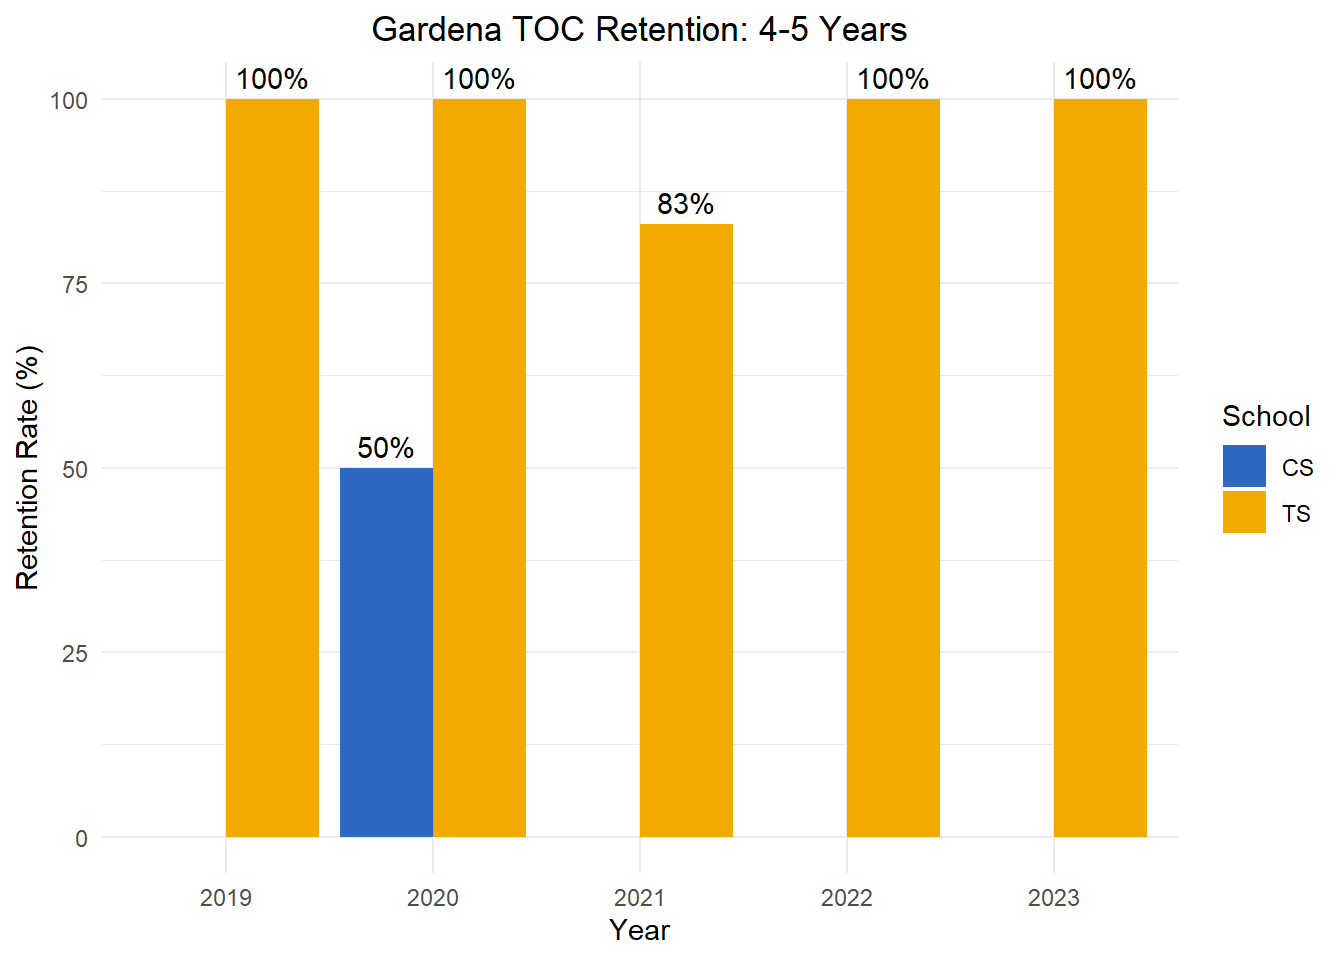 Gardena TOC Retention: 4-5 Years
100%
100%
100%
100%
83%
50%
100
75
50
25
0
Retention Rate (%)
2019
2020
2021
2022
2023
Year
School
CS
TS